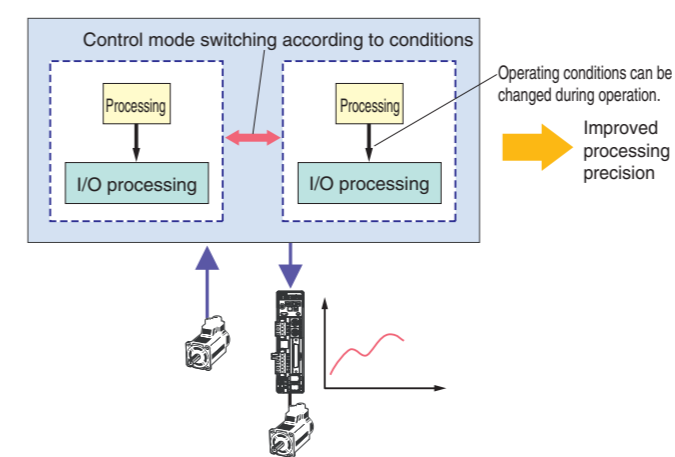 Control mode switching according to conditions
Processing
I/O processing
Processing
I/O processing
Operating conditions can be
changed during operation.
Improved
processing
precision